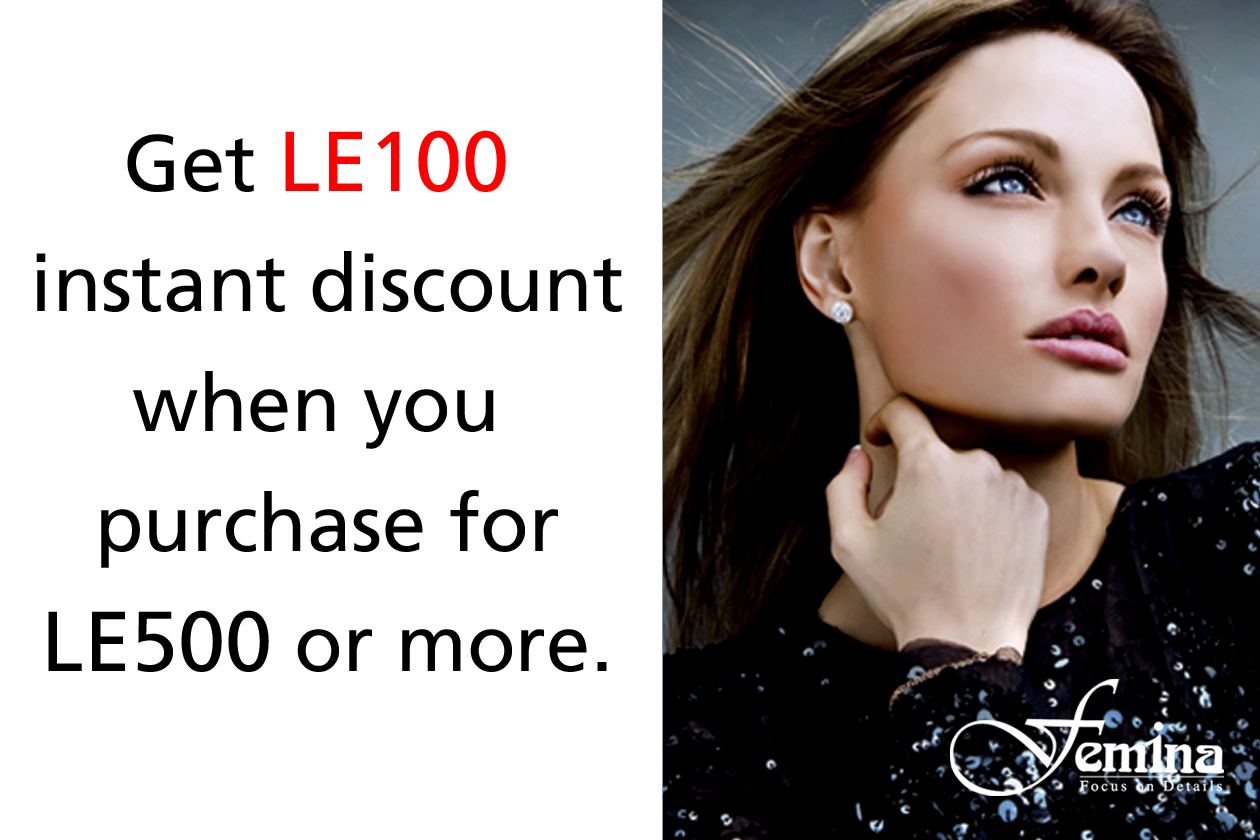 Get LE100
instant discount
when you
purchase for
LE500 or more.
Femina
Focus on Details